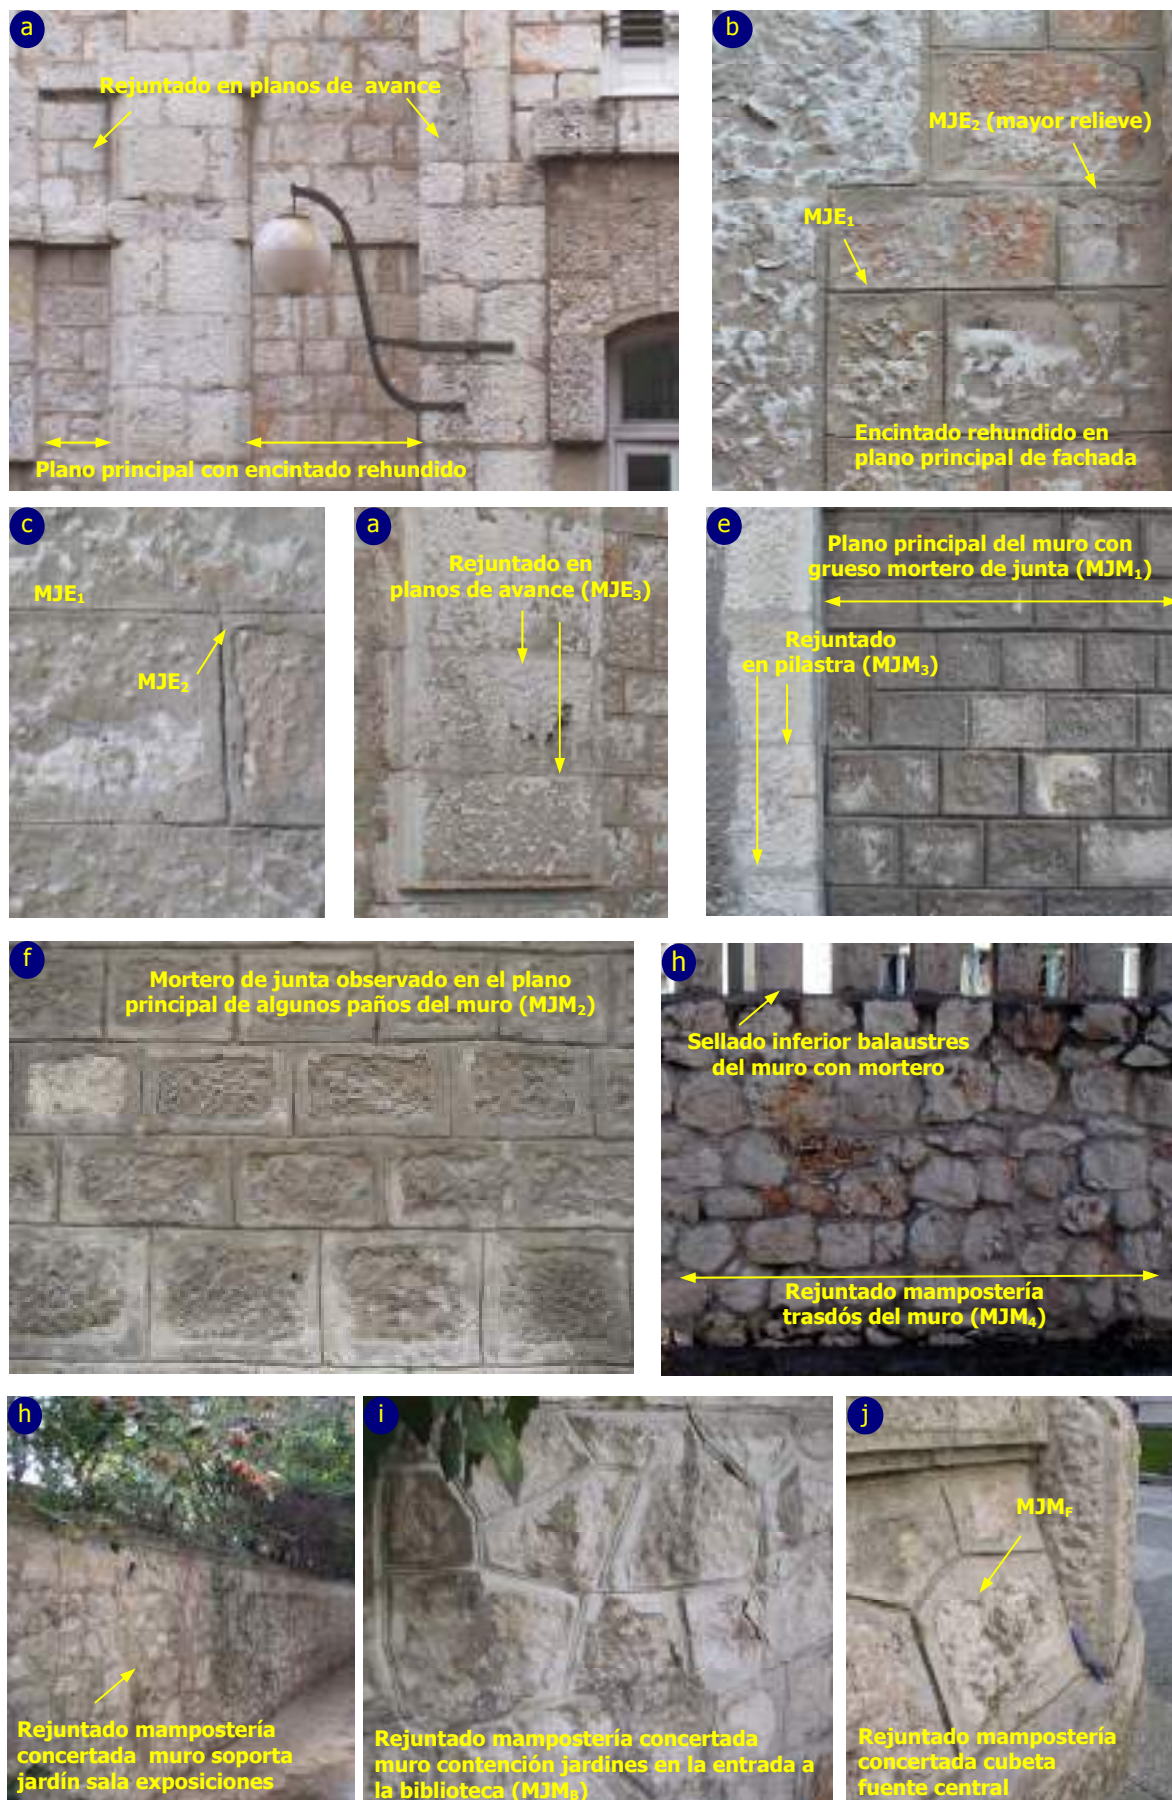 a
Rejuntado en planos de avance
Plano principal con encintado rehundido
b
MJE₂ (mayor relieve)
MJE₁
Encintado rehundido en
plano principal de fachada
c
MJE₁
MJE₂
a
Rejuntado en
planos de avance (MJE₃)
e
Plano principal del muro con
grueso mortero de junta (MJM₁)
Rejuntado
en pilastra (MJM₃)
f
Mortero de junta observado en el plano
principal de algunos paños del muro (MJM₂)
h
Sellado inferior balaustres
del muro con mortero
Rejuntado mampostería
trasdós del muro (MJM₄)
h
Rejuntado mampostería
concertada muro soporta
jardín sala exposiciones
i
Rejuntado mampostería concertada
muro contención jardines en la entrada a
la biblioteca (MJM_B)
j
MJM_F
Rejuntado mampostería
concertada cubeta
fuente central